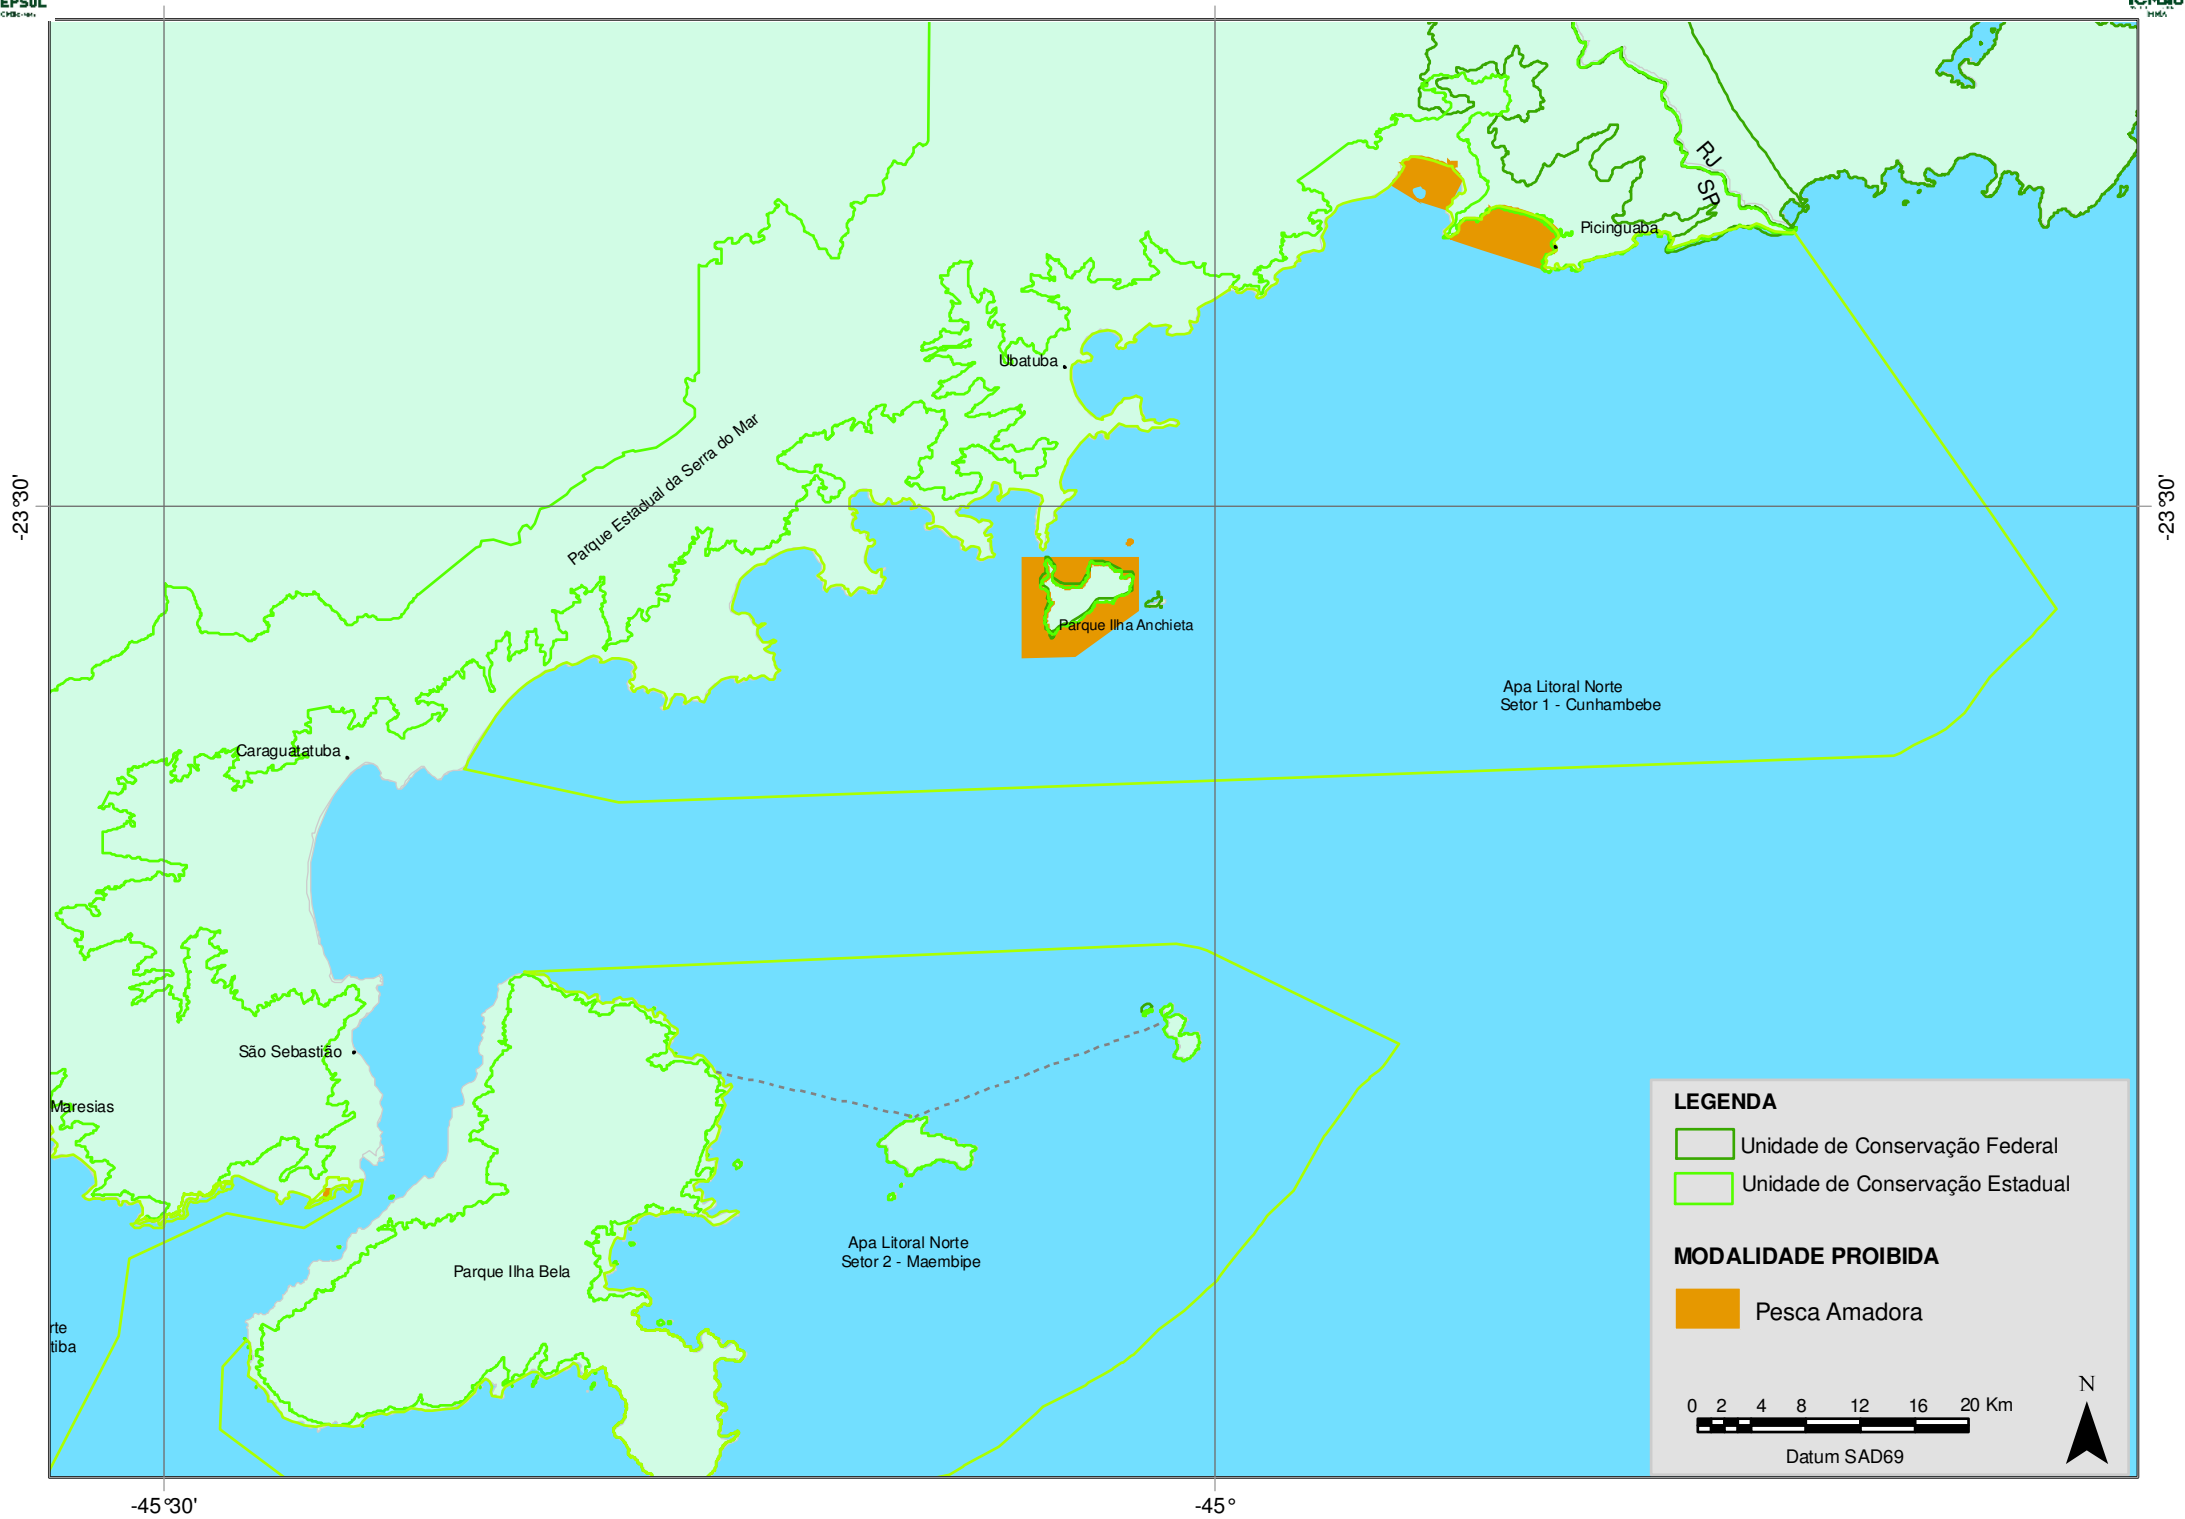 EPSUL
RJ
SP
Picinguaba
Ubatuba
-23°30'
-23°30'
Parque Estadual da Serra do Mar
Parque Ilha Anchieta
Apa Litoral Norte
Setor 1 - Cunhambebe
Caraguatatuba
São Sebastião
Maresias
Apa Litoral Norte
Setor 2 - Maembipe
Parque Ilha Bela
rte
tiba
LEGENDA
Unidade de Conservação Federal
Unidade de Conservação Estadual
MODALIDADE PROIBIDA
Pesca Amadora
0 2 4 8 12 16 20 Km
N
Datum SAD69
-45°30'
-45°